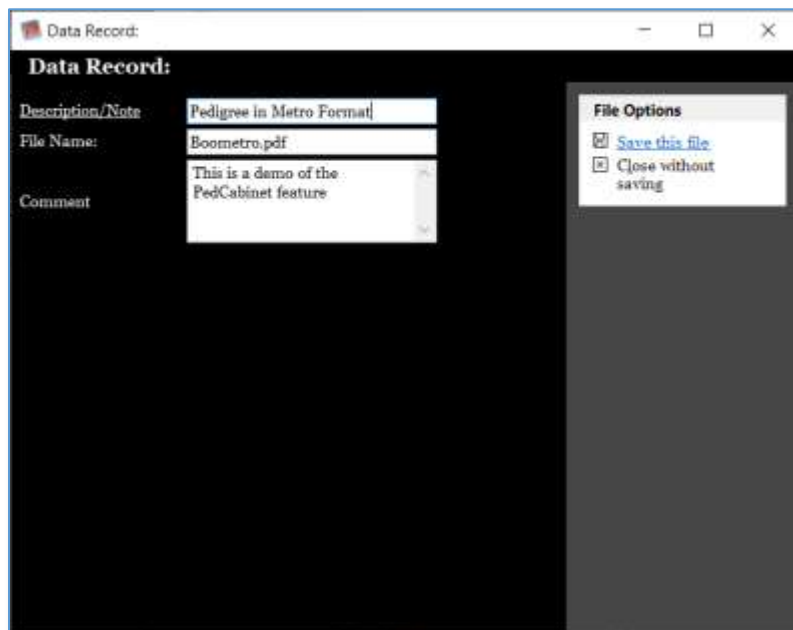 Data Record:
Data Record:
Description/Note
Pedigree in Metro Format
File Name:
Boometro.pdf
Comment
This is a demo of the
PedCabinet feature
File Options
Save this file
Close without
saving